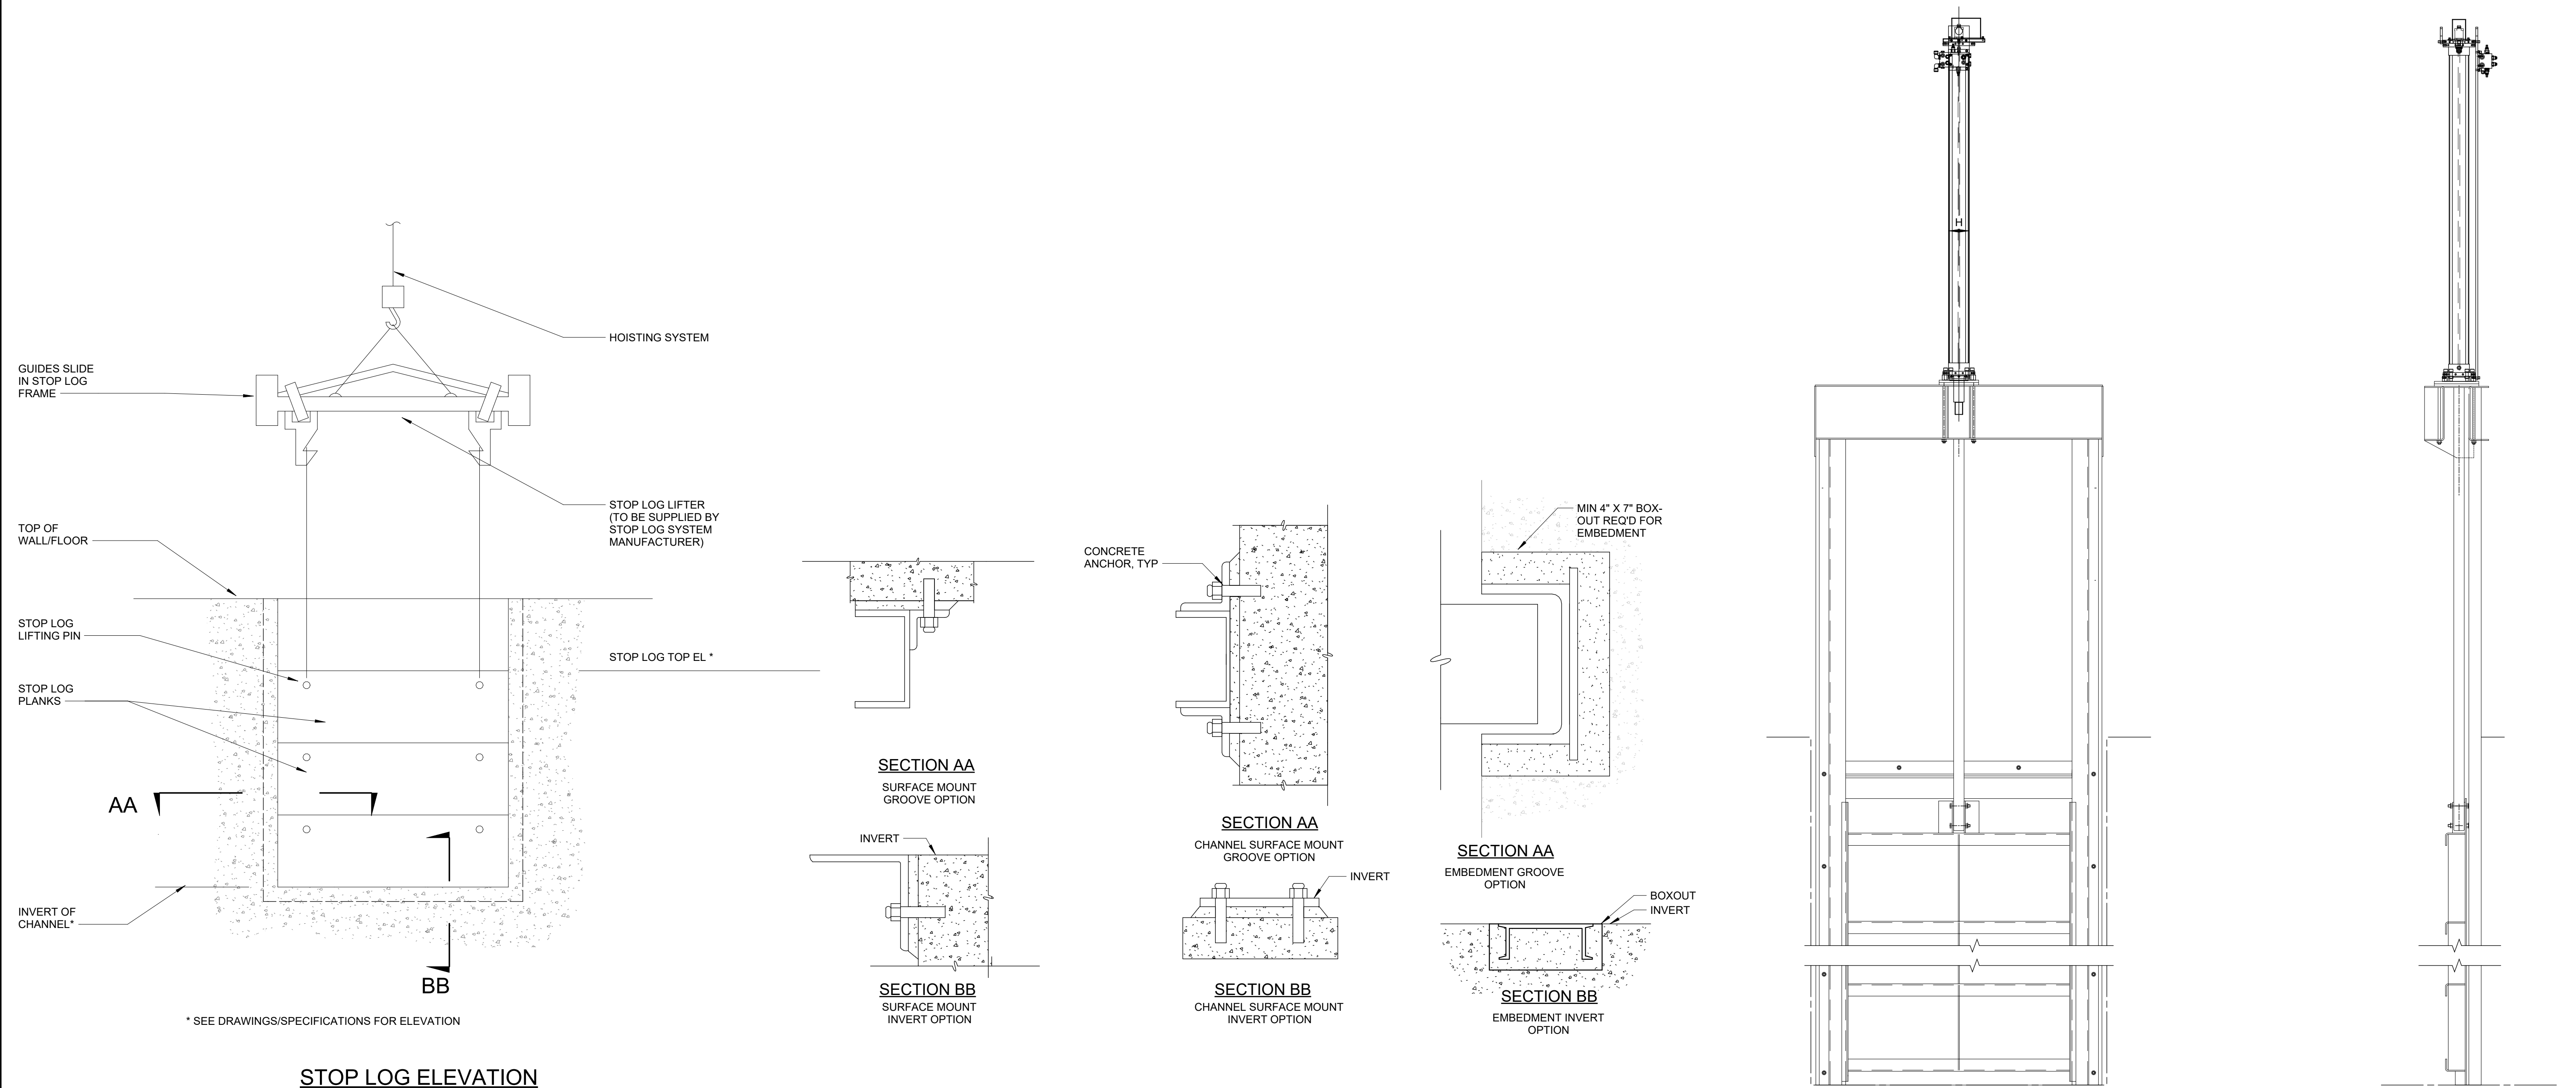 HOISTING SYSTEM
GUIDES SLIDE
IN STOP LOG
FRAME
STOP LOG LIFTER
(TO BE SUPPLIED BY
STOP LOG SYSTEM
MANUFACTURER)
TOP OF
WALL/FLOOR
STOP LOG
LIFTING PIN
STOP LOG TOP EL *
STOP LOG
PLANKS
AA
INVERT OF
CHANNEL*
BB
* SEE DRAWINGS/SPECIFICATIONS FOR ELEVATION
STOP LOG ELEVATION
SECTION AA
SURFACE MOUNT
GROOVE OPTION
INVERT
SECTION BB
SURFACE MOUNT
INVERT OPTION
CONCRETE
ANCHOR, TYP
SECTION AA
CHANNEL SURFACE MOUNT
GROOVE OPTION
INVERT
SECTION BB
CHANNEL SURFACE MOUNT
INVERT OPTION
MIN 4" X 7" BOX-
OUT REQ'D FOR
EMBEDMENT
SECTION AA
EMBEDMENT GROOVE
OPTION
BOXOUT
INVERT
SECTION BB
EMBEDMENT INVERT
OPTION
H